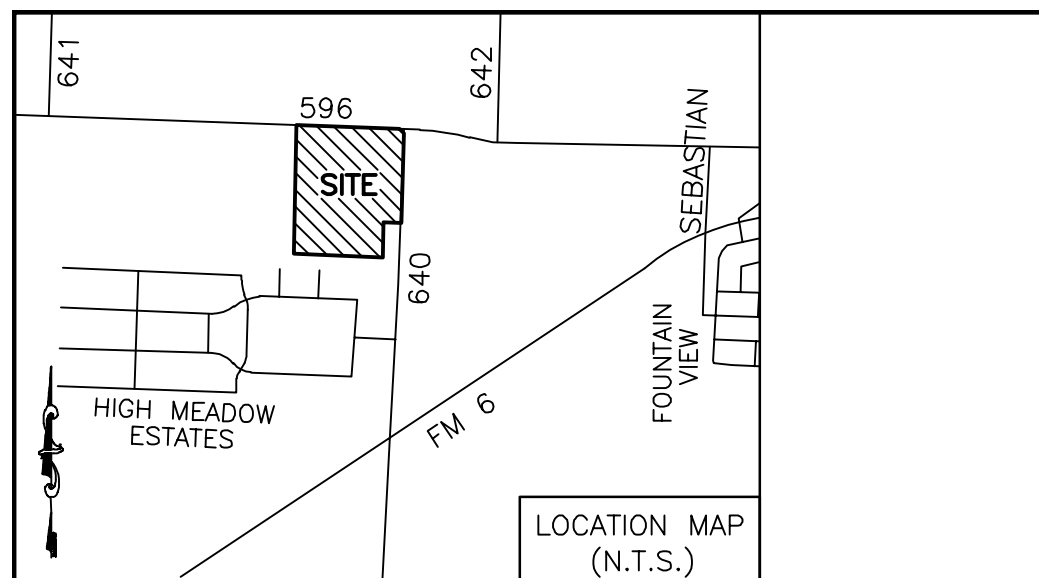 641
642
596
SEBASTIAN
SITE
640
FOUNTAIN
VIEW
HIGH MEADOW
ESTATES
FM 6
LOCATION MAP
(N.T.S.)